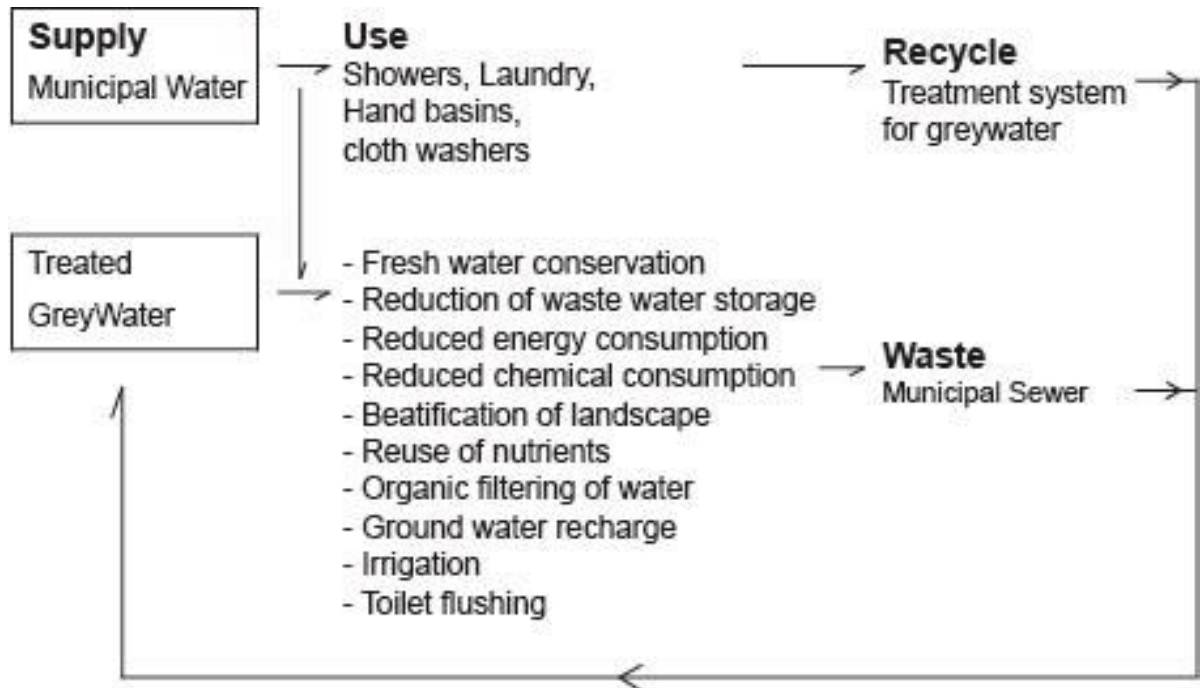 Supply
Municipal Water
Use
Showers, Laundry,
Hand basins,
cloth washers
Recycle
Treatment system
for greywater
Treated
GreyWater
- Fresh water conservation
- Reduction of waste water storage
- Reduced energy consumption
- Reduced chemical consumption
- Beatification of landscape
- Reuse of nutrients
- Organic filtering of water
- Ground water recharge
- Irrigation
- Toilet flushing
Waste
Municipal Sewer